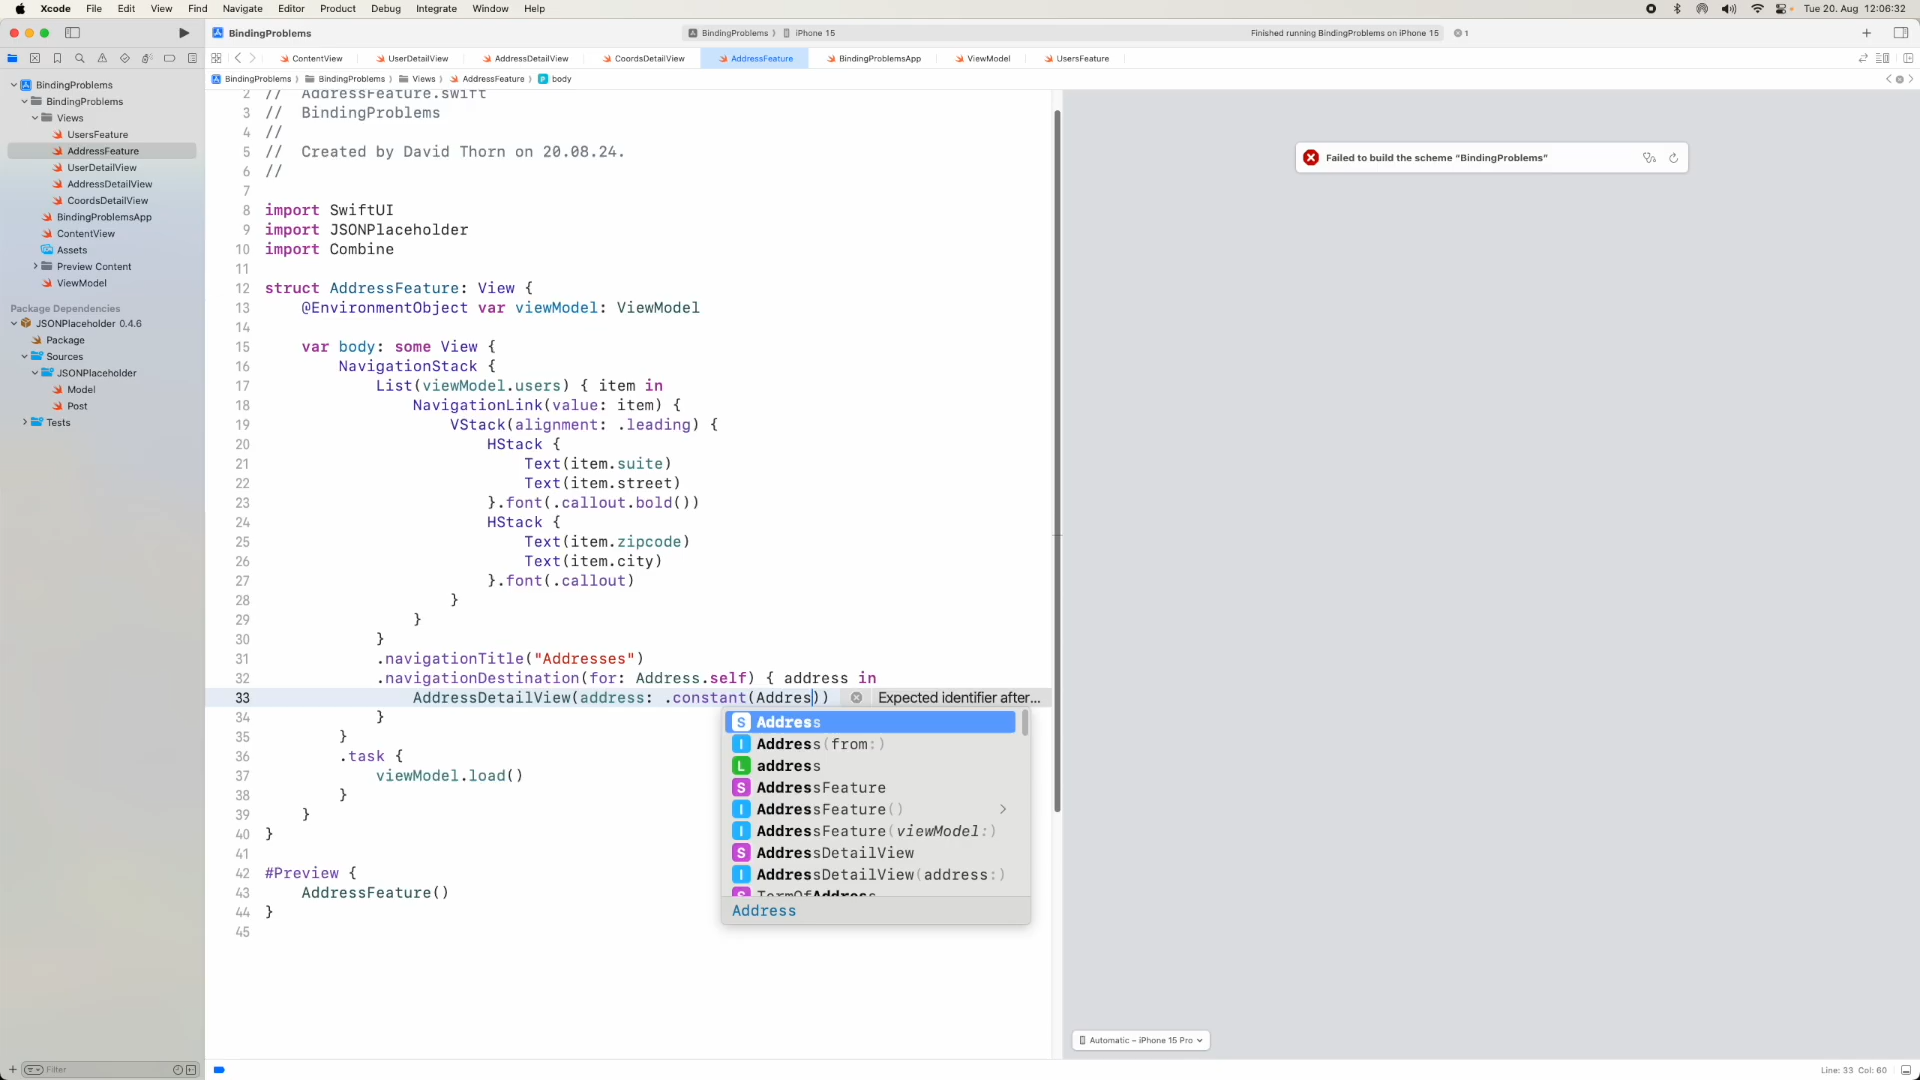 Xcode File Edit View Find Navigate Editor Product Debug Integrate Window Help Tue 20. Aug 12:06:32
BindingProblems BindingProblems iPhone 15 Finished running BindingProblems on iPhone 15 1
ContentView UserDetailView AddressDetailView CoordsDetailView AddressFeature BindingProblemsApp ViewModel UsersFeature
BindingProblems BindingProblems Views AddressFeature body
BindingProblems
BindingProblems
Views
UsersFeature
AddressFeature
UserDetailView
AddressDetailView
CoordsDetailView
BindingProblemsApp
ContentView
Assets
Preview Content
ViewModel
Package Dependencies
JSONPlaceholder 0.4.6
Package
Sources
JSONPlaceholder
Model
Post
Tests
Filter
2 // AddressFeature.swift
3 // BindingProblems
4 //
5 // Created by David Thorn on 20.08.24.
6 //
7
8 import SwiftUI
9 import JSONPlaceholder
10 import Combine
11
12 struct AddressFeature: View {
13 @EnvironmentObject var viewModel: ViewModel
14
15 var body: some View {
16 NavigationStack {
17 List(viewModel.users) { item in
18 NavigationLink(value: item) {
19 VStack(alignment: .leading) {
20 HStack {
21 Text(item.suite)
22 Text(item.street)
23 }.font(.callout.bold())
24 HStack {
25 Text(item.zipcode)
26 Text(item.city)
27 }.font(.callout)
28 }
29 }
30 }
31 .navigationTitle("Addresses")
32 .navigationDestination(for: Address.self) { address in
33 AddressDetailView(address: .constant(Addres)) Expected identifier after...
34 }
35 }
36 .task {
37 viewModel.load()
38 }
39 }
40 }
41
42 #Preview {
43 AddressFeature()
44 }
45
S Address
I Address(from:)
L address
S AddressFeature
I AddressFeature()
I AddressFeature(viewModel:)
S AddressDetailView
I AddressDetailView(address:)
S TermOfAddress
Address
Failed to build the scheme “BindingProblems”
Automatic – iPhone 15 Pro
Line: 33 Col: 60